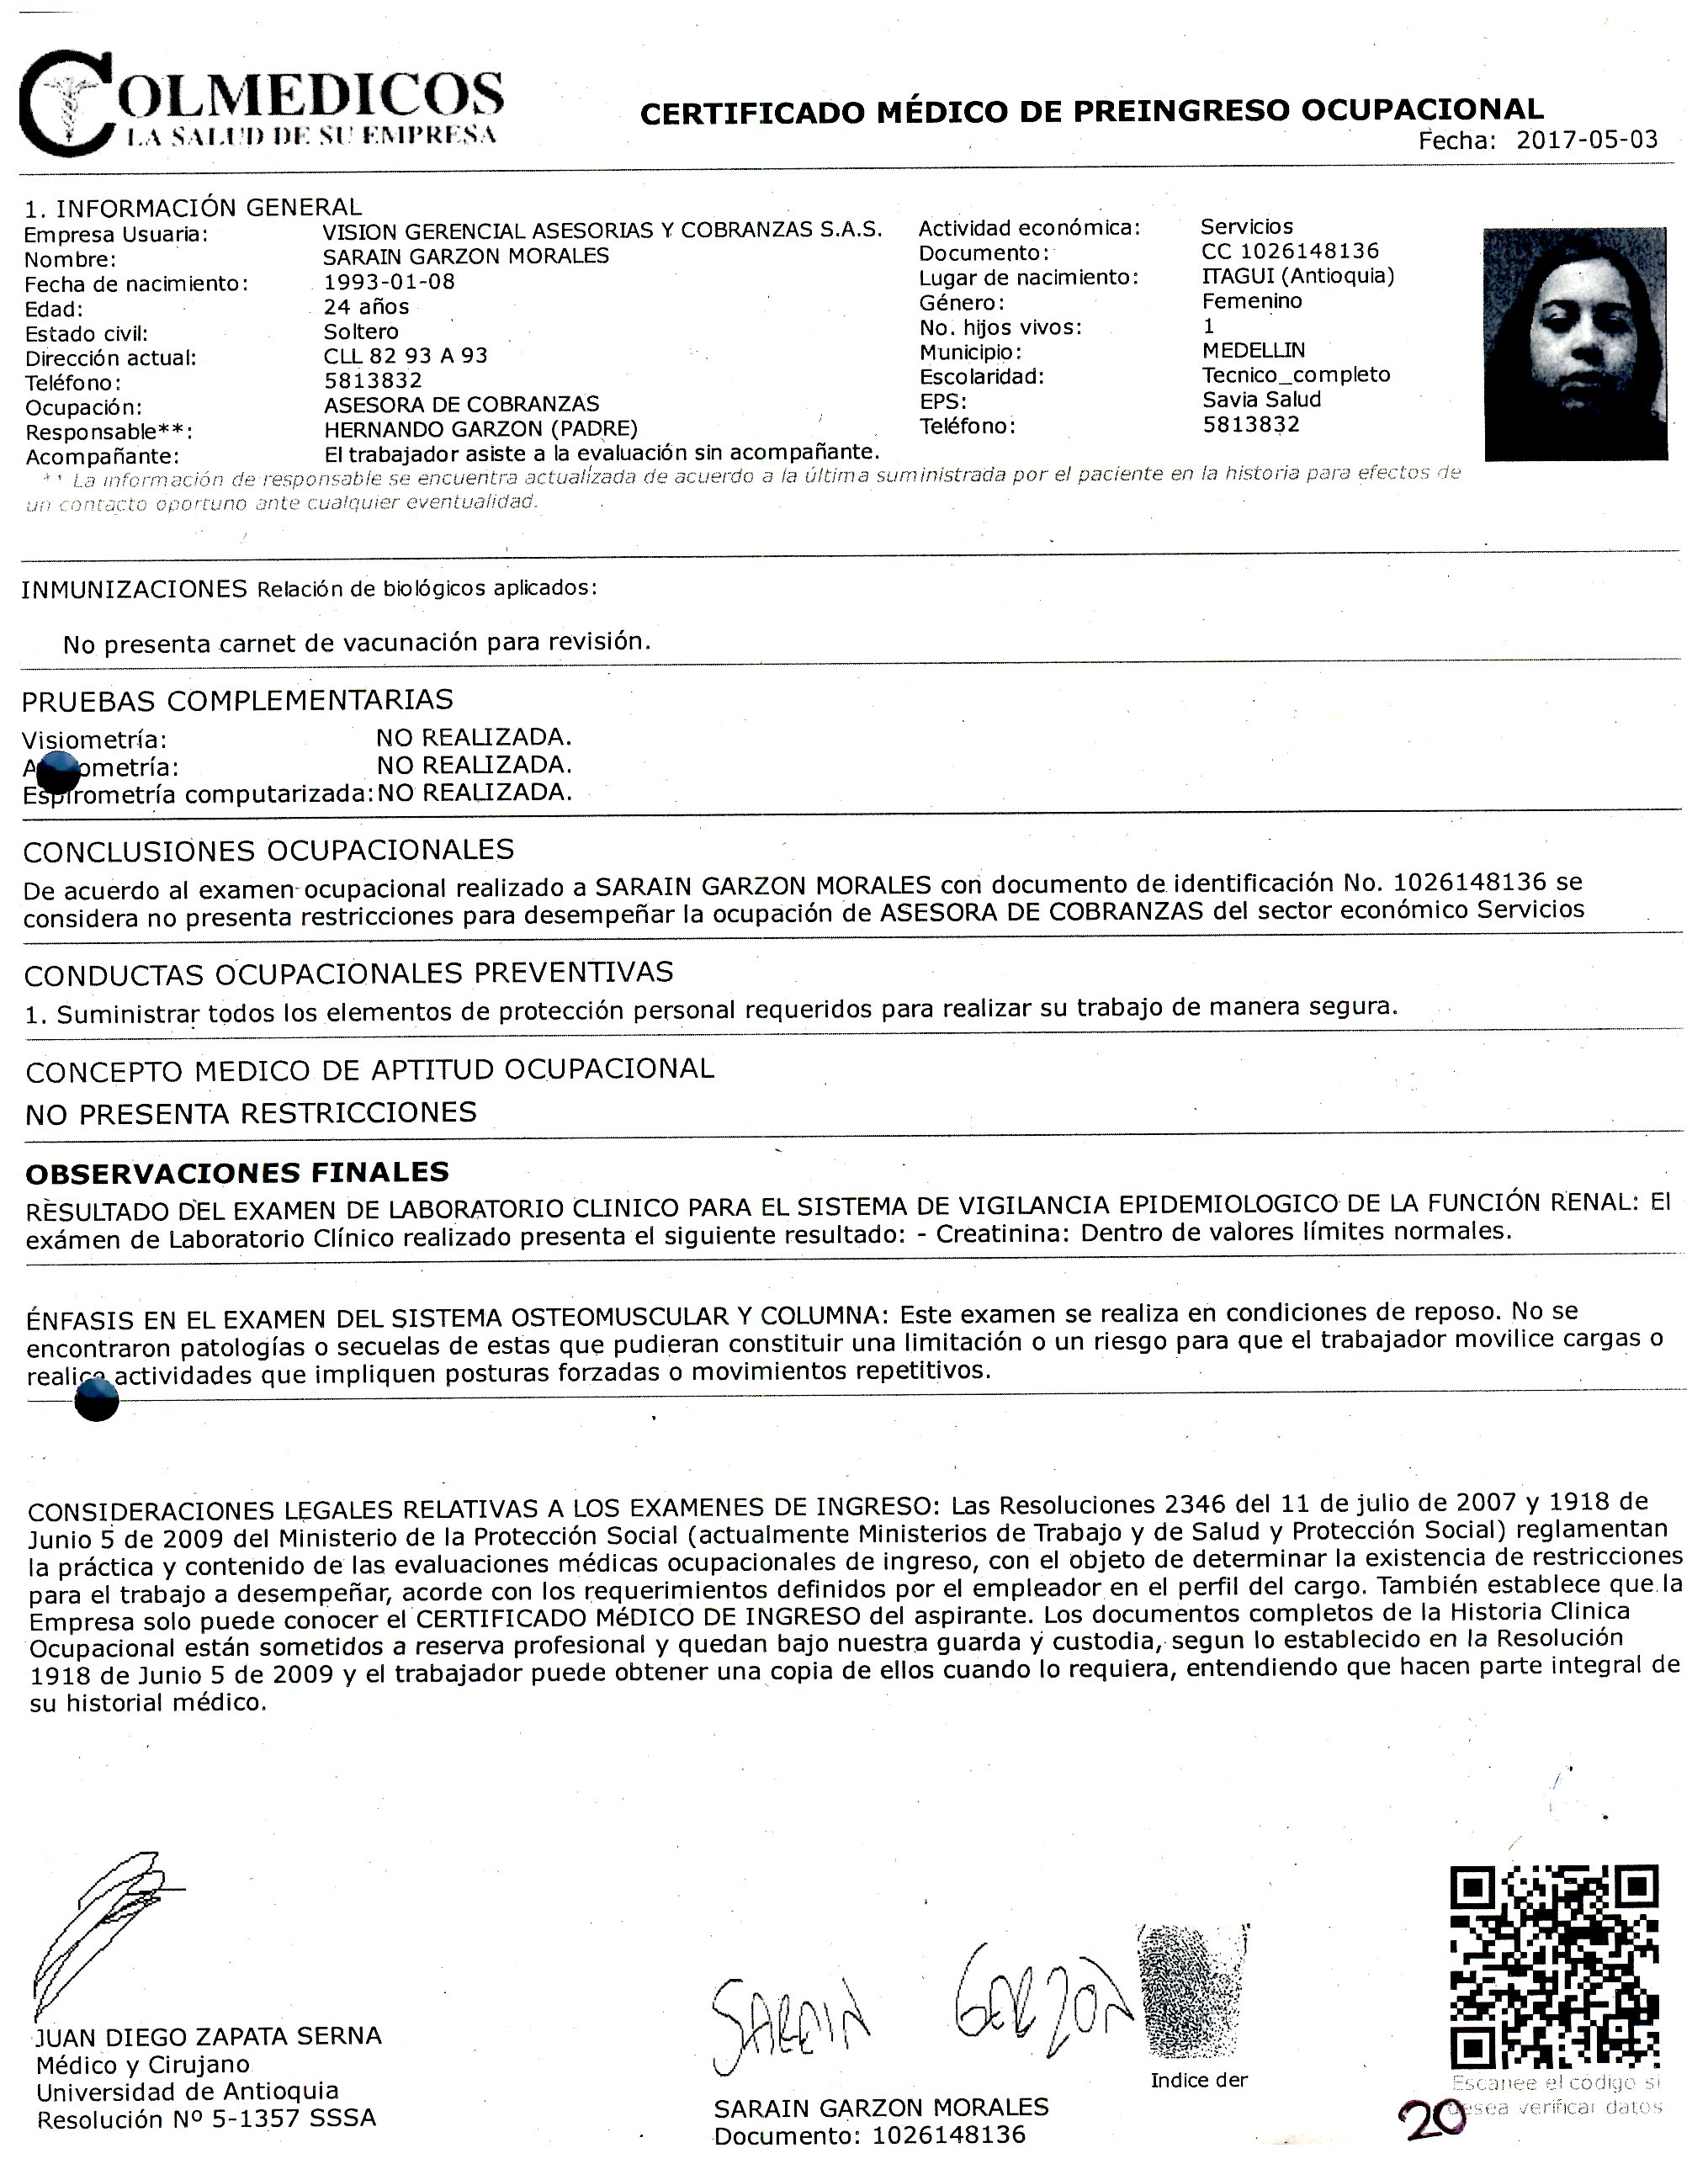 COLMEDICOS
LA SALUD DE SU EMPRESA
CERTIFICADO MÉDICO DE PREINGRESO OCUPACIONAL
Fecha: 2017-05-03
1. INFORMACIÓN GENERAL
Empresa Usuaria: VISION GERENCIAL ASESORIAS Y COBRANZAS S.A.S. Actividad económica: Servicios
Nombre: SARAIN GARZON MORALES Documento: CC 1026148136
Fecha de nacimiento: 1993-01-08 Lugar de nacimiento: ITAGUI (Antioquia)
Edad: 24 años Género: Femenino
Estado civil: Soltero No. hijos vivos: 1
Dirección actual: CLL 82 93 A 93 Municipio: MEDELLIN
Teléfono: 5813832 Escolaridad: Tecnico_completo
Ocupación: ASESORA DE COBRANZAS EPS: Savia Salud
Responsable**: HERNANDO GARZON (PADRE) Teléfono: 5813832
Acompañante: El trabajador asiste a la evaluación sin acompañante.
** La información de responsable se encuentra actualizada de acuerdo a la última suministrada por el paciente en la historia para efectos de
un contacto oportuno ante cualquier eventualidad.
INMUNIZACIONES Relación de biológicos aplicados:
No presenta carnet de vacunación para revisión.
PRUEBAS COMPLEMENTARIAS
Visiometría: NO REALIZADA.
A ometría: NO REALIZADA.
Espirometría computarizada: NO REALIZADA.
CONCLUSIONES OCUPACIONALES
De acuerdo al examen ocupacional realizado a SARAIN GARZON MORALES con documento de identificación No. 1026148136 se
considera no presenta restricciones para desempeñar la ocupación de ASESORA DE COBRANZAS del sector económico Servicios
CONDUCTAS OCUPACIONALES PREVENTIVAS
1. Suministrar todos los elementos de protección personal requeridos para realizar su trabajo de manera segura.
CONCEPTO MEDICO DE APTITUD OCUPACIONAL
NO PRESENTA RESTRICCIONES
OBSERVACIONES FINALES
RESULTADO DEL EXAMEN DE LABORATORIO CLINICO PARA EL SISTEMA DE VIGILANCIA EPIDEMIOLOGICO DE LA FUNCIÓN RENAL: El
exámen de Laboratorio Clínico realizado presenta el siguiente resultado: - Creatinina: Dentro de valores límites normales.
ÉNFASIS EN EL EXAMEN DEL SISTEMA OSTEOMUSCULAR Y COLUMNA: Este examen se realiza en condiciones de reposo. No se
encontraron patologías o secuelas de estas que pudieran constituir una limitación o un riesgo para que el trabajador movilice cargas o
realice actividades que impliquen posturas forzadas o movimientos repetitivos.
CONSIDERACIONES LEGALES RELATIVAS A LOS EXAMENES DE INGRESO: Las Resoluciones 2346 del 11 de julio de 2007 y 1918 de
Junio 5 de 2009 del Ministerio de la Protección Social (actualmente Ministerios de Trabajo y de Salud y Protección Social) reglamentan
la práctica y contenido de las evaluaciones médicas ocupacionales de ingreso, con el objeto de determinar la existencia de restricciones
para el trabajo a desempeñar, acorde con los requerimientos definidos por el empleador en el perfil del cargo. También establece que la
Empresa solo puede conocer el CERTIFICADO MéDICO DE INGRESO del aspirante. Los documentos completos de la Historia Clinica
Ocupacional están sometidos a reserva profesional y quedan bajo nuestra guarda y custodia, segun lo establecido en la Resolución
1918 de Junio 5 de 2009 y el trabajador puede obtener una copia de ellos cuando lo requiera, entendiendo que hacen parte integral de
su historial médico.
SARAIN GARZON
JUAN DIEGO ZAPATA SERNA
Médico y Cirujano
Universidad de Antioquia
Resolución Nº 5-1357 SSSA
Indice der
SARAIN GARZON MORALES
Documento: 1026148136
Escanee el código si
desea verificar datos
20